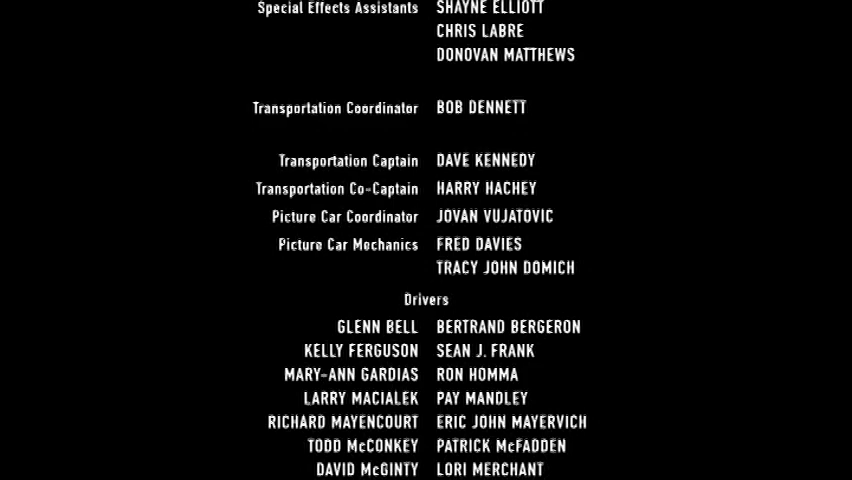 Special Effects Assistants SHAYNE ELLIOTT
CHRIS LABRE
DONOVAN MATTHEWS
Transportation Coordinator BOB DENNETT
Transportation Captain DAVE KENNEDY
Transportation Co-Captain HARRY HACHEY
Picture Car Coordinator JOVAN VUJATOVIC
Picture Car Mechanics FRED DAVIES
TRACY JOHN DOMICH
Drivers
GLENN BELL BERTRAND BERGERON
KELLY FERGUSON SEAN J. FRANK
MARY-ANN GARDIAS RON HOMMA
LARRY MACIALEK PAY MANDLEY
RICHARD MAYENCOURT ERIC JOHN MAYERVICH
TODD McCONKEY PATRICK McFADDEN
DAVID McGINTY LORI MERCHANT